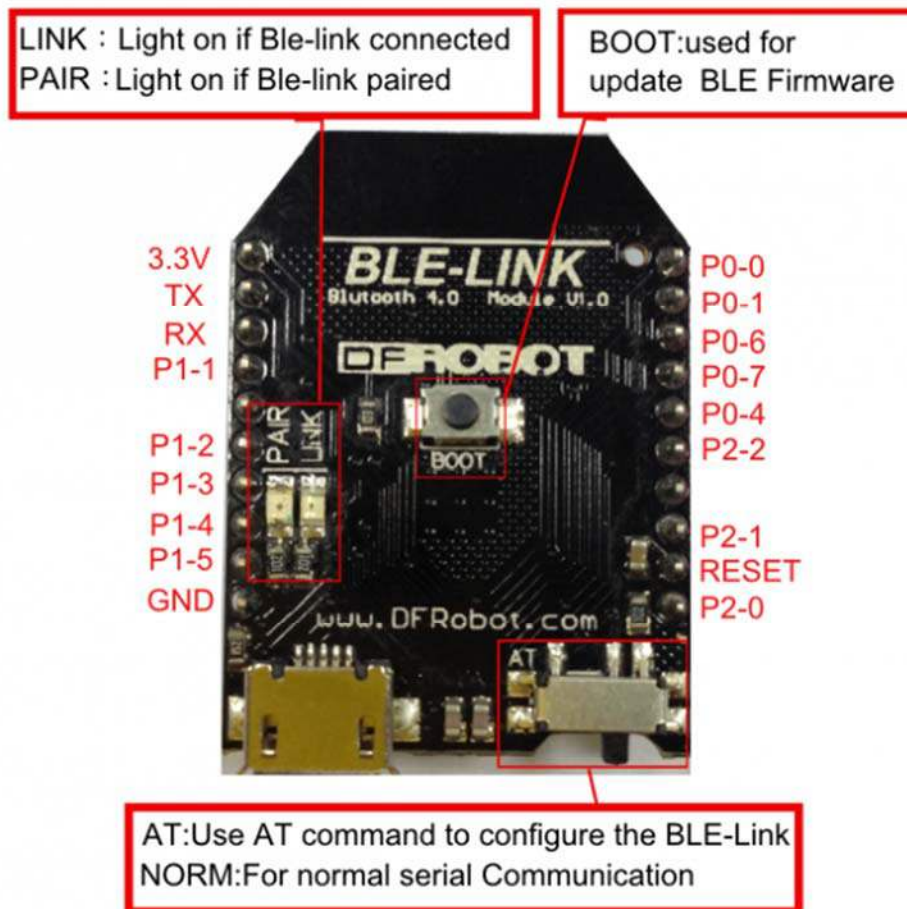 LINK : Light on if Ble-link connected
PAIR : Light on if Ble-link paired
BOOT:used for
update BLE Firmware
3.3V
TX
RX
P1-1
P1-2
P1-3
P1-4
P1-5
GND
BLE-LINK
Blutooth 4.0 Module V1.0
DFROBOT
PAIR
LINK
BOOT
www.DFRobot.com
AT
P0-0
P0-1
P0-6
P0-7
P0-4
P2-2
P2-1
RESET
P2-0
AT:Use AT command to configure the BLE-Link
NORM:For normal serial Communication